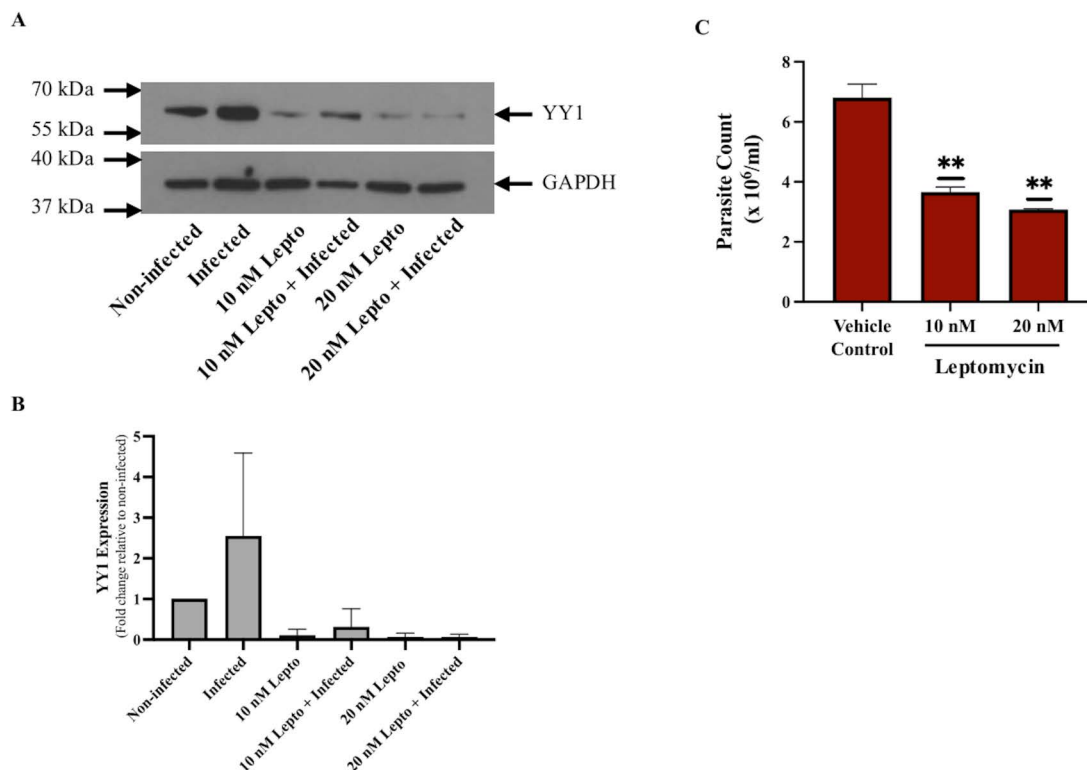 A
70 kDa
55 kDa
40 kDa
37 kDa
YY1
GAPDH
Non-infected
Infected
10 nM Lepto
10 nM Lepto + Infected
20 nM Lepto
20 nM Lepto + Infected
B
YY1 Expression
(Fold change relative to non-infected)
5
4
3
2
1
0
Non-infected
Infected
10 nM Lepto
10 nM Lepto + Infected
20 nM Lepto
20 nM Lepto + Infected
C
Parasite Count
(x 10⁶/ml)
8
6
4
2
0
**
**
Vehicle
Control
10 nM
20 nM
Leptomycin